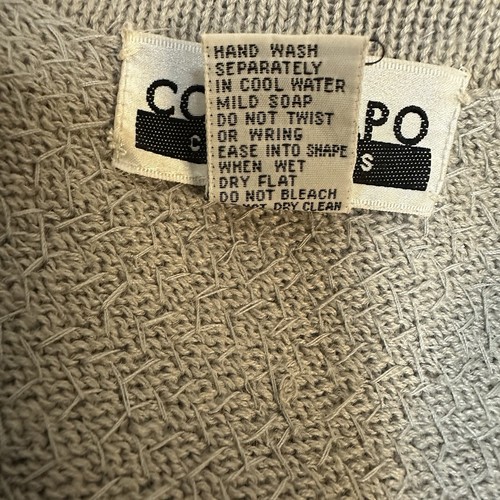 CO
PO
C
S
HAND WASH
SEPARATELY
IN COOL WATER
MILD SOAP
DO NOT TWIST
OR WRING
EASE INTO SHAPE
WHEN WET
DRY FLAT
DO NOT BLEACH
NOT DRY CLEAN